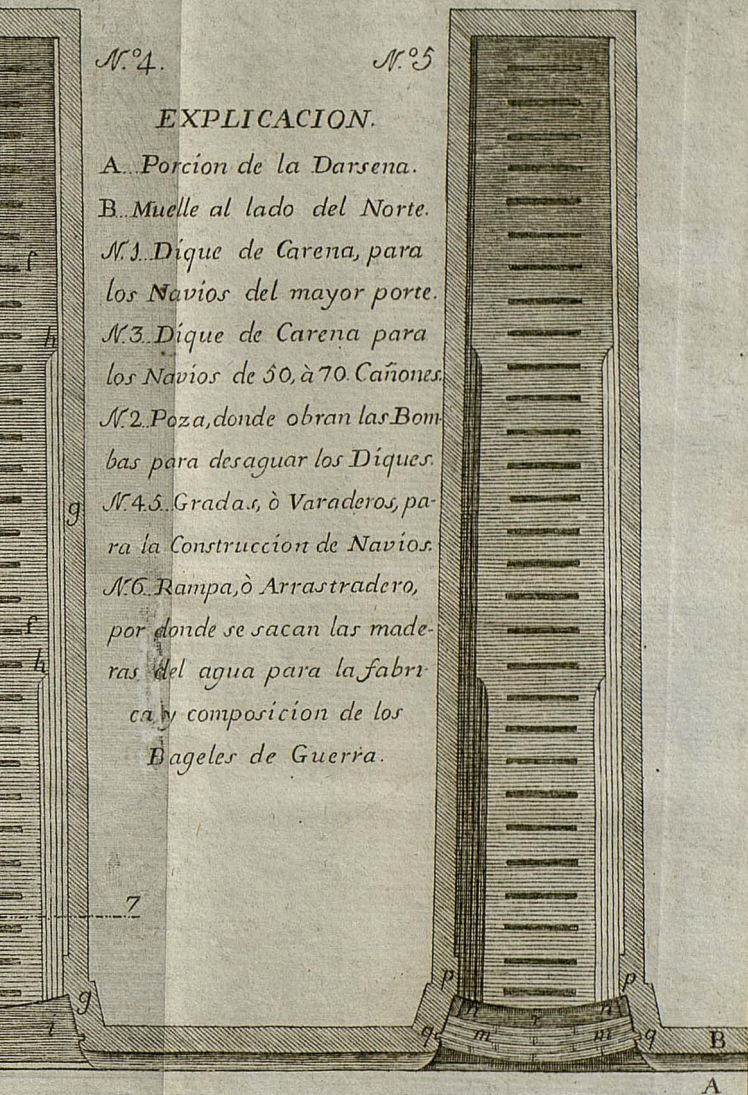 N.º 4.
N.º 5
EXPLICACION.
A...Porcion de la Darsena.
B...Muelle al lado del Norte.
N.1...Dique de Carena, para
los Navios del mayor porte.
N.3...Dique de Carena para
los Navios de 50, à 70. Cañones.
N.2...Poza, donde obran las Bom-
bas para desaguar los Diques.
N.4.5...Gradas, ò Varaderos, pa-
ra la Construccion de Navios.
N.6...Rampa, ò Arrastradero,
por donde se sacan las made-
ras del agua para la fabri-
ca y composicion de los
Bageles de Guerra.
f
h
g
f
h
7
g
i
p
p
n
r
n
q
m
m
q
B
A